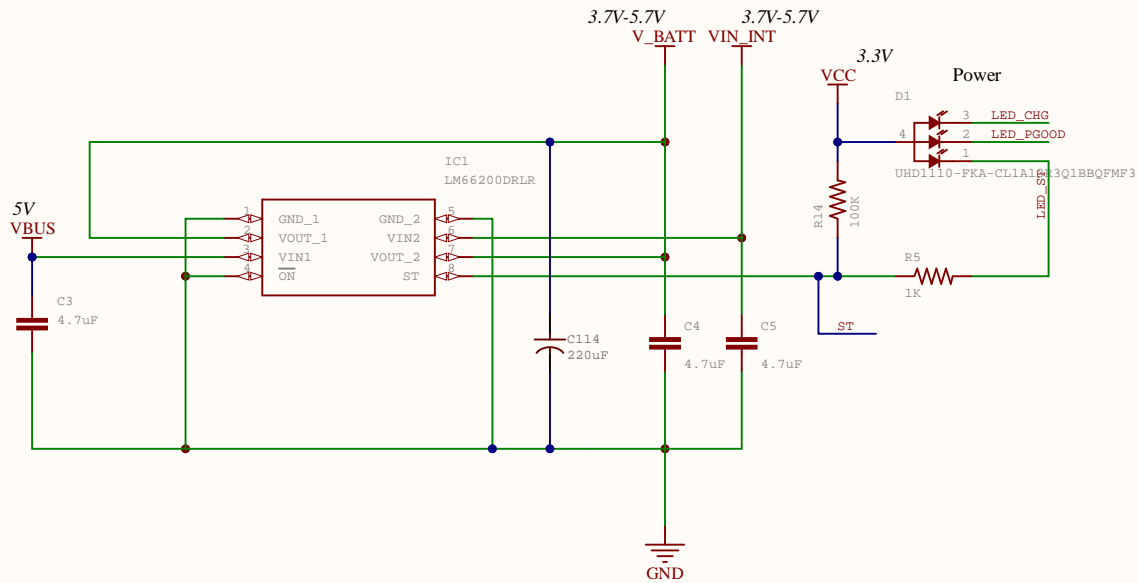 3.7V-5.7V 3.7V-5.7V
V_BATT VIN_INT
3.3V
VCC
Power
D1
3 LED_CHG
4 2 LED_PGOOD
1
LED_ST
R14
100K
IC1
LM66200DRLR
5V
VBUS
1 GND_1 GND_2 5
2 VOUT_1 VIN2 6
3 VIN1 VOUT_2 7
4 ON ST 8
R5
1K
C3
4.7uF
C114
220uF
C4
4.7uF
C5
4.7uF
ST
GND